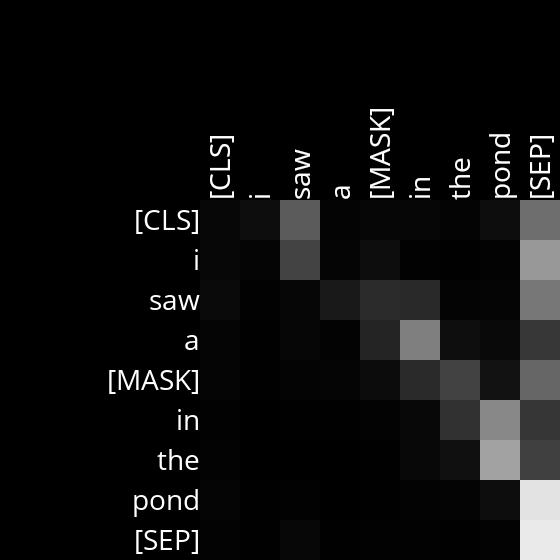 [CLS] i saw a [MASK] in the pond [SEP]
[CLS]
i
saw
a
[MASK]
in
the
pond
[SEP]